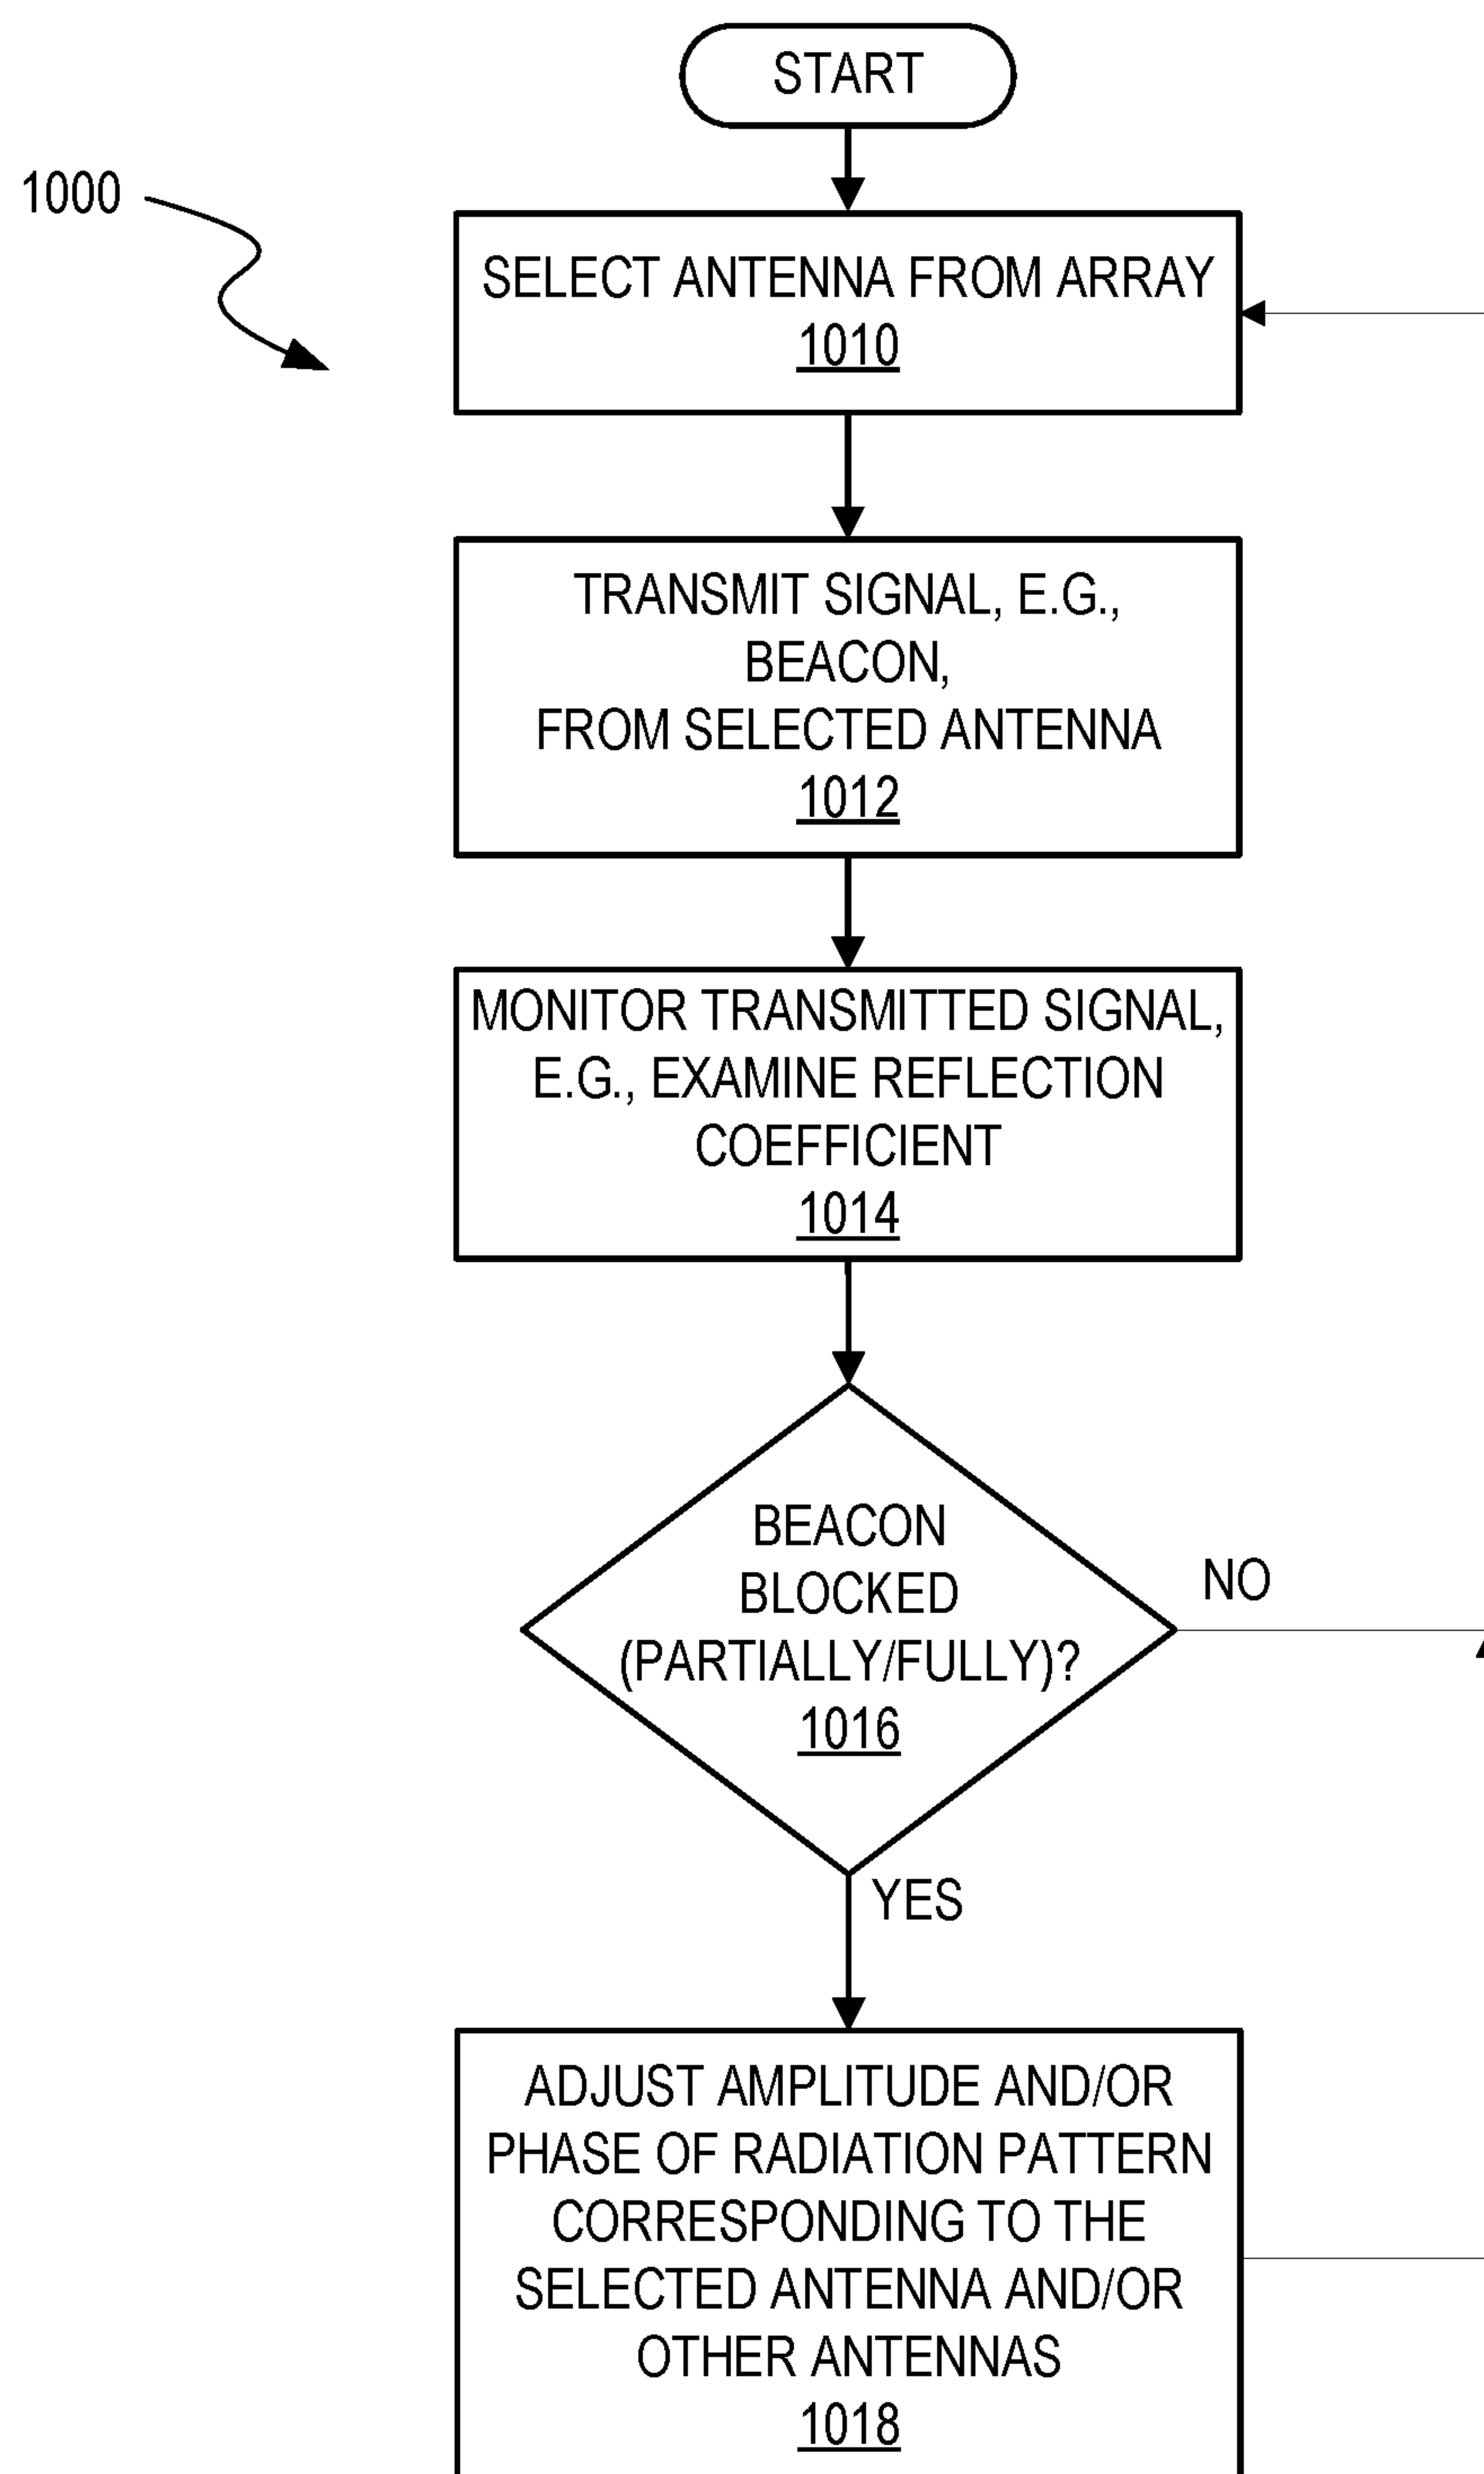 START
1000
SELECT ANTENNA FROM ARRAY
1010
TRANSMIT SIGNAL, E.G.,
BEACON,
FROM SELECTED ANTENNA
1012
MONITOR TRANSMITTED SIGNAL,
E.G., EXAMINE REFLECTION
COEFFICIENT
1014
BEACON
BLOCKED
(PARTIALLY/FULLY)?
1016
NO
YES
ADJUST AMPLITUDE AND/OR
PHASE OF RADIATION PATTERN
CORRESPONDING TO THE
SELECTED ANTENNA AND/OR
OTHER ANTENNAS
1018